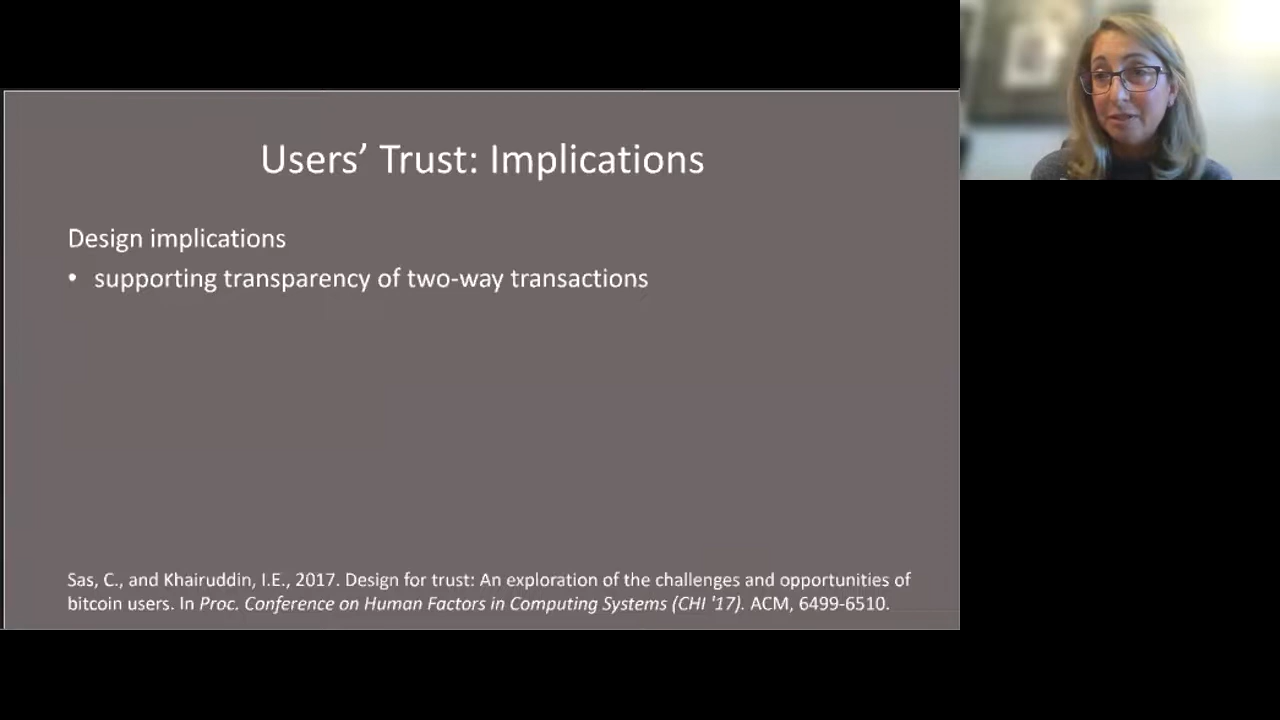 Users’ Trust: Implications
Design implications
• supporting transparency of two-way transactions
Sas, C., and Khairuddin, I.E., 2017. Design for trust: An exploration of the challenges and opportunities of
bitcoin users. In Proc. Conference on Human Factors in Computing Systems (CHI '17). ACM, 6499-6510.